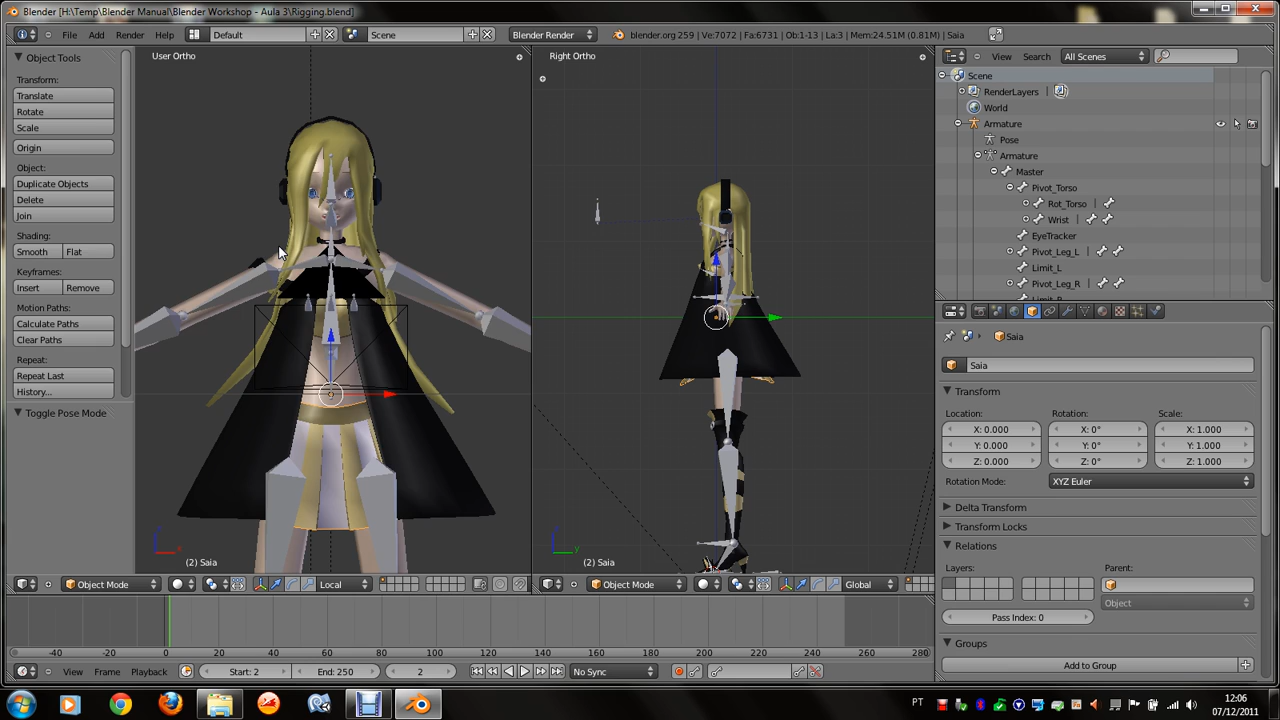 Blender [H:\Temp\Blender Manual\Blender Workshop - Aula 3\Rigging.blend]
File Add Render Help Default Scene Blender Render blender.org 259 | Ve:7072 | Fa:6731 | Ob:1-13 | La:3 | Mem:24.51M (0.81M) | Saia
Object Tools
Transform:
Translate
Rotate
Scale
Origin
Object:
Duplicate Objects
Delete
Join
Shading:
Smooth Flat
Keyframes:
Insert Remove
Motion Paths:
Calculate Paths
Clear Paths
Repeat:
Repeat Last
History...
Toggle Pose Mode
User Ortho
(2) Saia
Object Mode Local
Right Ortho
(2) Saia
Object Mode Global
View Search All Scenes
Scene
RenderLayers |
World
Armature
Pose
Armature
Master
Pivot_Torso
Rot_Torso |
Wrist |
EyeTracker
Pivot_Leg_L |
Limit_L
Pivot_Leg_R |
Limit_R
Saia
Saia
Transform
Location: Rotation: Scale:
X: 0.000 X: 0° X: 1.000
Y: 0.000 Y: 0° Y: 1.000
Z: 0.000 Z: 0° Z: 1.000
Rotation Mode: XYZ Euler
Delta Transform
Transform Locks
Relations
Layers: Parent:
Object
Pass Index: 0
Groups
Add to Group
-40 -20 0 20 40 60 80 100 120 140 160 180 200 220 240 260 280
View Frame Playback Start: 2 End: 250 2 No Sync
PT 12:06
07/12/2011